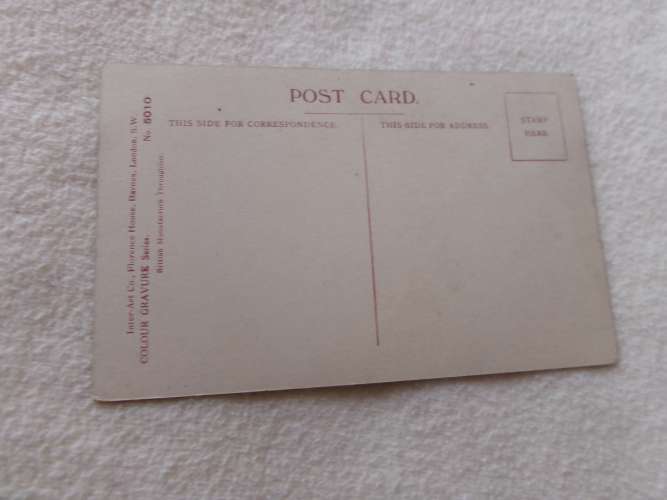 POST CARD.
THIS SIDE FOR CORRESPONDENCE.
THIS SIDE FOR ADDRESS.
STAMP
HERE
Inter-Art Co., Florence House, Barnes, London, S.W.
COLOUR GRAVURE Series. No. 5010
British Manufacture Throughout.